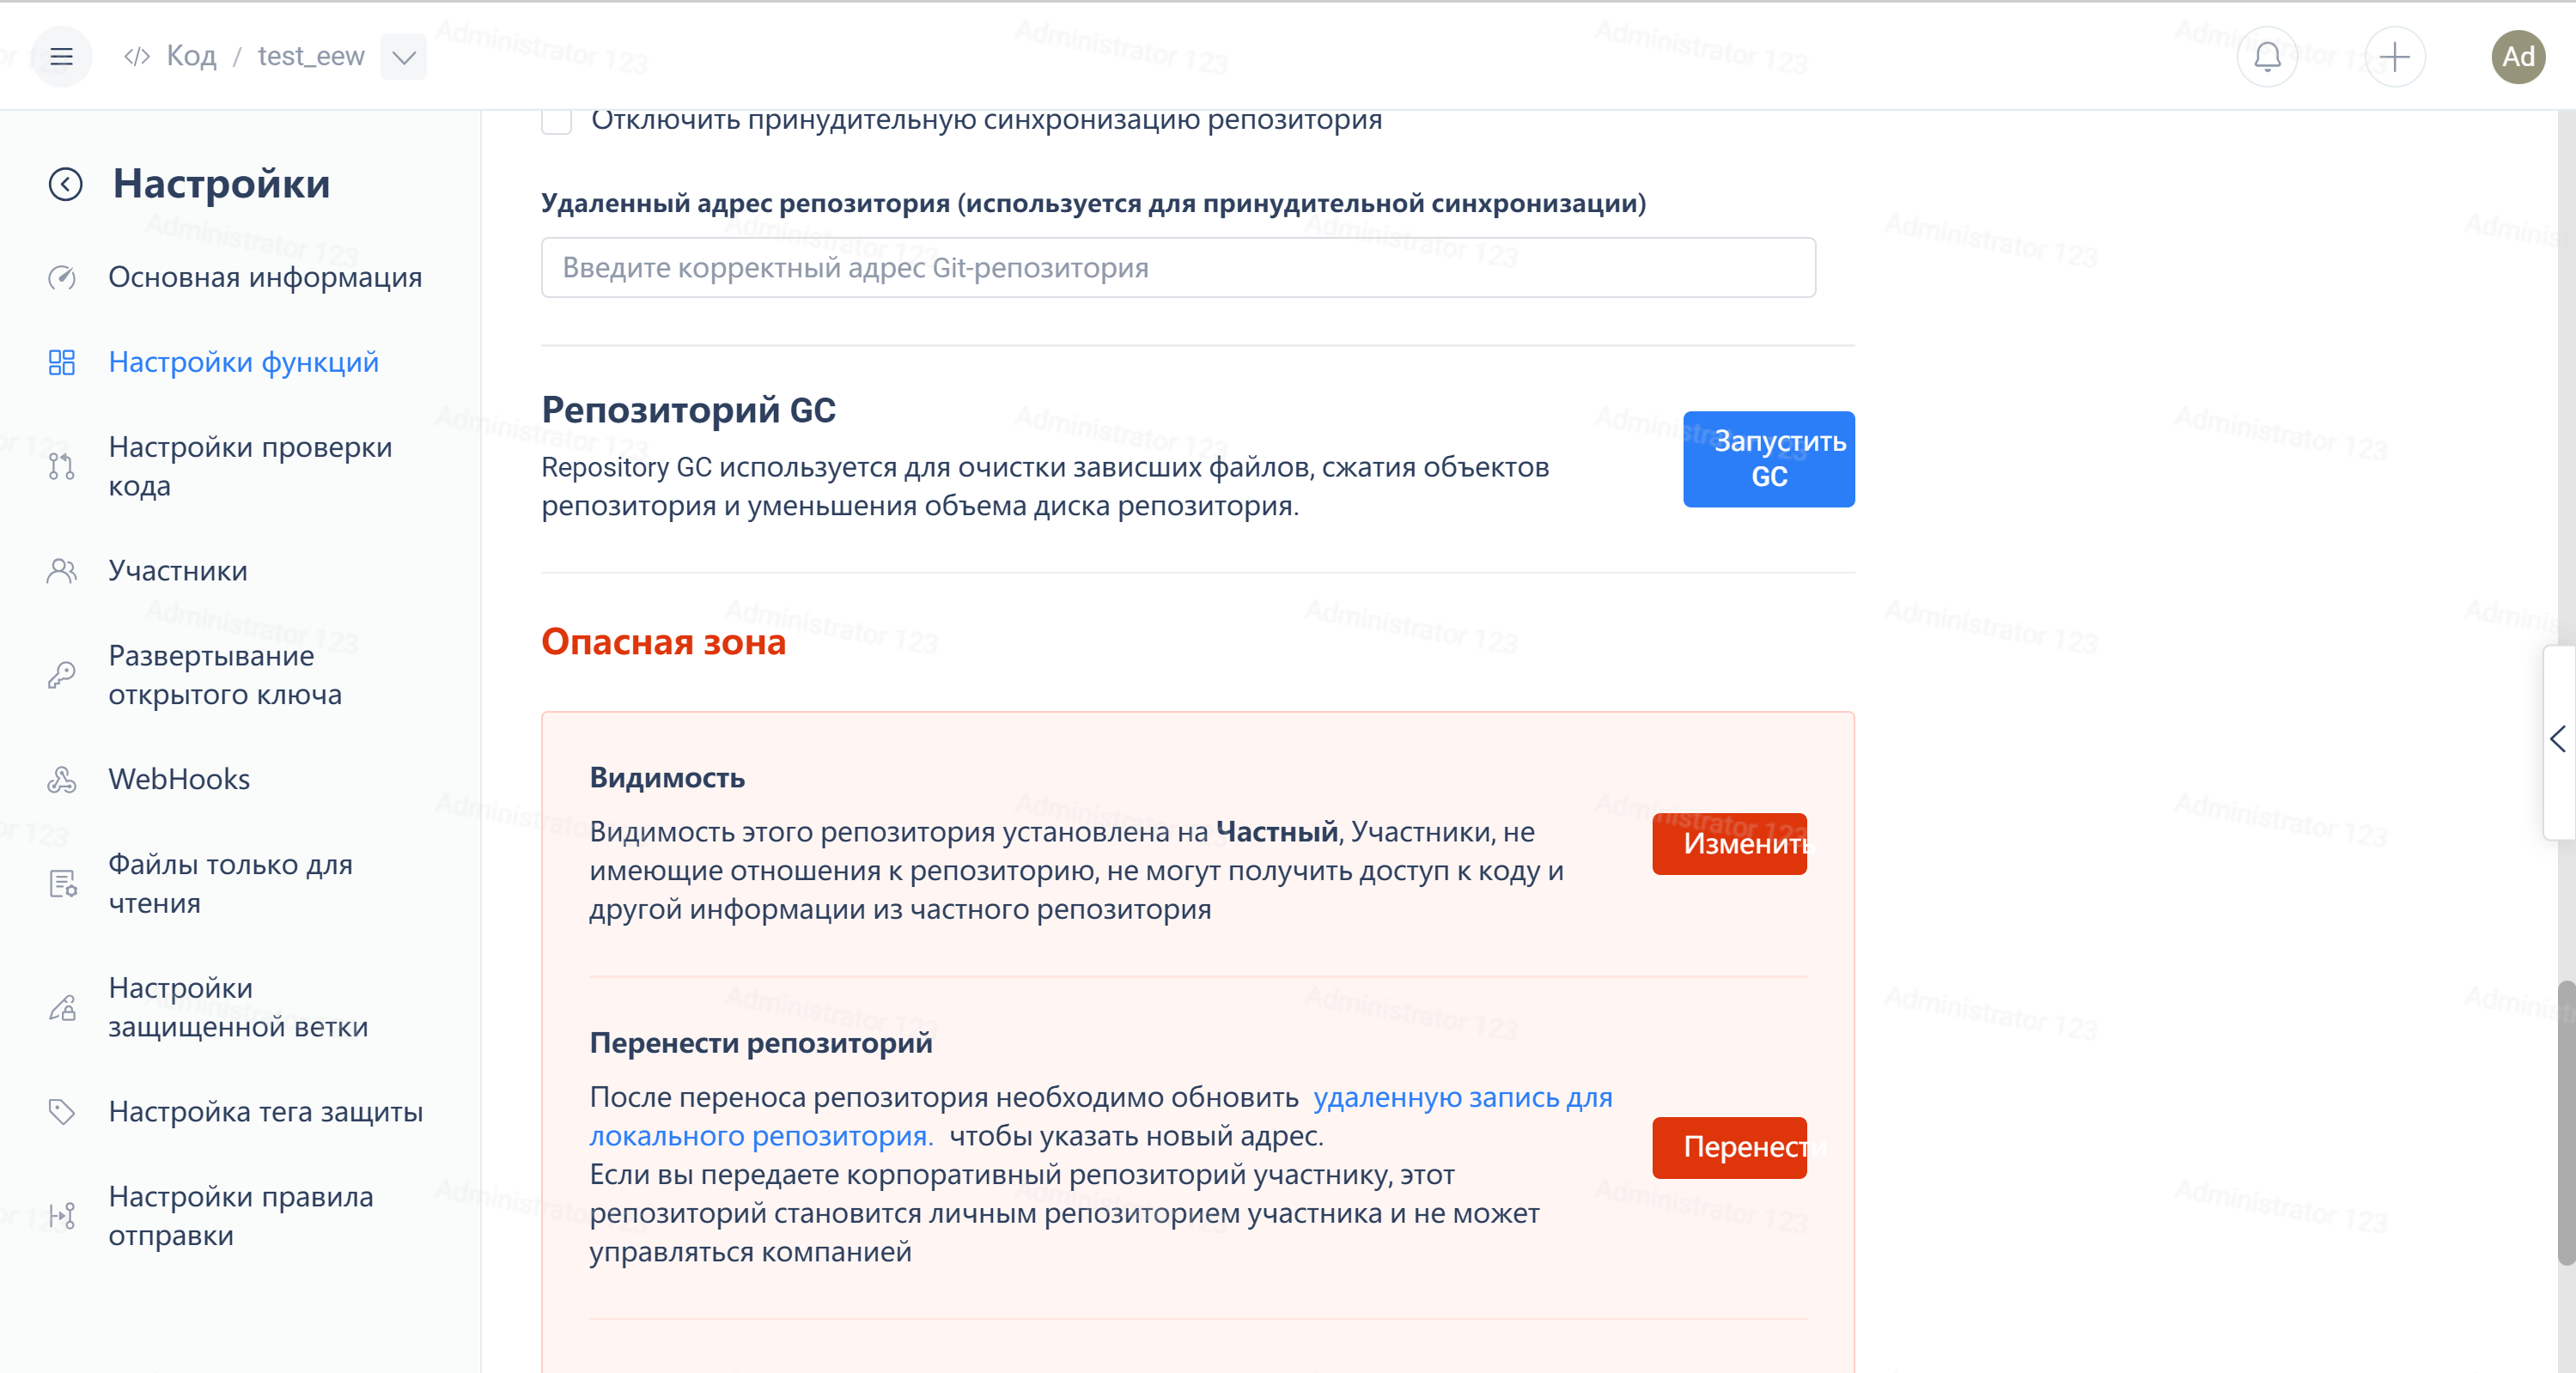 Код / test_eew
Ad
Настройки
Основная информация
Настройки функций
Настройки проверки
кода
Участники
Развертывание
открытого ключа
WebHooks
Файлы только для
чтения
Настройки
защищенной ветки
Настройка тега защиты
Настройки правила
отправки
Отключить принудительную синхронизацию репозитория
Удаленный адрес репозитория (используется для принудительной синхронизации)
Введите корректный адрес Git-репозитория
Репозиторий GC
Repository GC используется для очистки зависших файлов, сжатия объектов
репозитория и уменьшения объема диска репозитория.
Запустить
GC
Опасная зона
Видимость
Видимость этого репозитория установлена на Частный, Участники, не
имеющие отношения к репозиторию, не могут получить доступ к коду и
другой информации из частного репозитория
Изменить
Перенести репозиторий
После переноса репозитория необходимо обновить удаленную запись для
локального репозитория. чтобы указать новый адрес.
Если вы передаете корпоративный репозиторий участнику, этот
репозиторий становится личным репозиторием участника и не может
управляться компанией
Перенести
Administrator 123